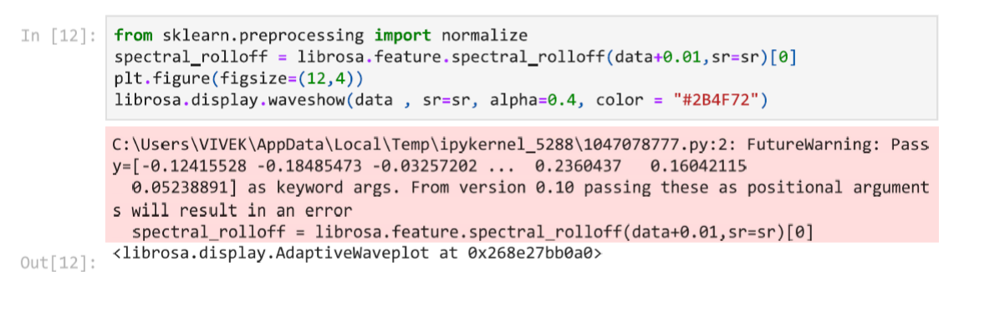 In [12]: from sklearn.preprocessing import normalize
spectral_rolloff = librosa.feature.spectral_rolloff(data+0.01,sr=sr)[0]
plt.figure(figsize=(12,4))
librosa.display.waveshow(data , sr=sr, alpha=0.4, color = "#2B4F72")
C:\Users\VIVEK\AppData\Local\Temp\ipykernel_5288\1047078777.py:2: FutureWarning: Pass
y=[-0.12415528 -0.18485473 -0.03257202 ...  0.2360437   0.16042115
  0.05238891] as keyword args. From version 0.10 passing these as positional argument
s will result in an error
  spectral_rolloff = librosa.feature.spectral_rolloff(data+0.01,sr=sr)[0]
Out[12]: <librosa.display.AdaptiveWaveplot at 0x268e27bb0a0>